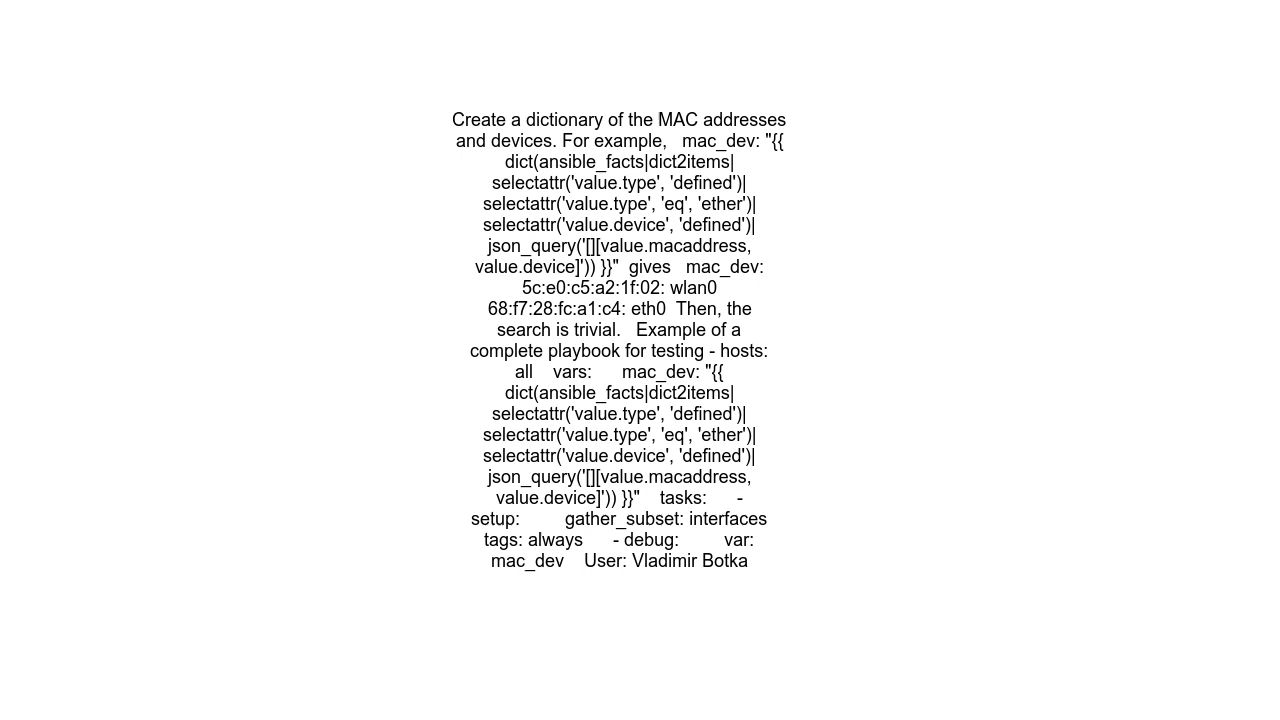 Create a dictionary of the MAC addresses
and devices. For example,   mac_dev: "{{
dict(ansible_facts|dict2items|
selectattr('value.type', 'defined')|
selectattr('value.type', 'eq', 'ether')|
selectattr('value.device', 'defined')|
json_query('[][value.macaddress,
value.device]')) }}"  gives   mac_dev:
5c:e0:c5:a2:1f:02: wlan0
68:f7:28:fc:a1:c4: eth0  Then, the
search is trivial.   Example of a
complete playbook for testing - hosts:
all    vars:      mac_dev: "{{
dict(ansible_facts|dict2items|
selectattr('value.type', 'defined')|
selectattr('value.type', 'eq', 'ether')|
selectattr('value.device', 'defined')|
json_query('[][value.macaddress,
value.device]')) }}"    tasks:      -
setup:         gather_subset: interfaces
tags: always      - debug:         var:
mac_dev    User: Vladimir Botka